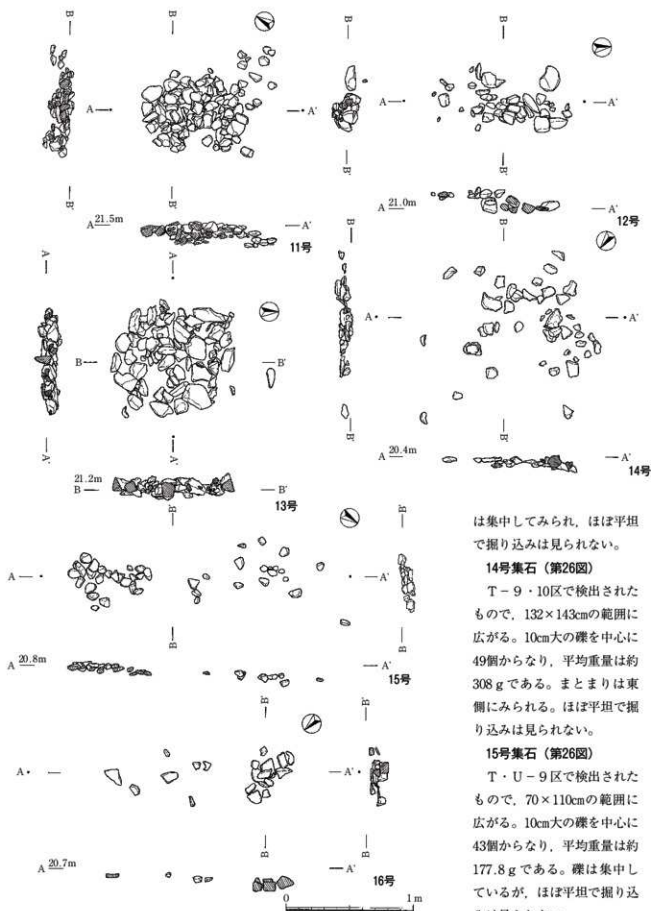 B
B
A
A'
B'
B'
A 21.5m
A'
11号
B
B
A
A'
B'
B'
A 21.0m
A'
12号
A
A
B
B'
A'
A'
21.2m
B
B'
13号
B
B
A
A'
B'
B'
A 20.4m
A'
14号
B
B
A
A'
B'
B'
A 20.8m
A'
15号
B
B
A
A'
B'
B'
A 20.7m
A'
16号
0
1m
は集中してみられ，ほぼ平坦
で掘り込みは見られない。
14号集石（第26図）
T－9・10区で検出された
もので，132×143cmの範囲に
広がる。10cm大の礫を中心に
49個からなり，平均重量は約
308ｇである。まとまりは東
側にみられる。ほぼ平坦で掘
り込みは見られない。
15号集石（第26図）
T・U－9区で検出された
もので，70×110cmの範囲に
広がる。10cm大の礫を中心に
43個からなり，平均重量は約
177.8ｇである。礫は集中し
ているが，ほぼ平坦で掘り込